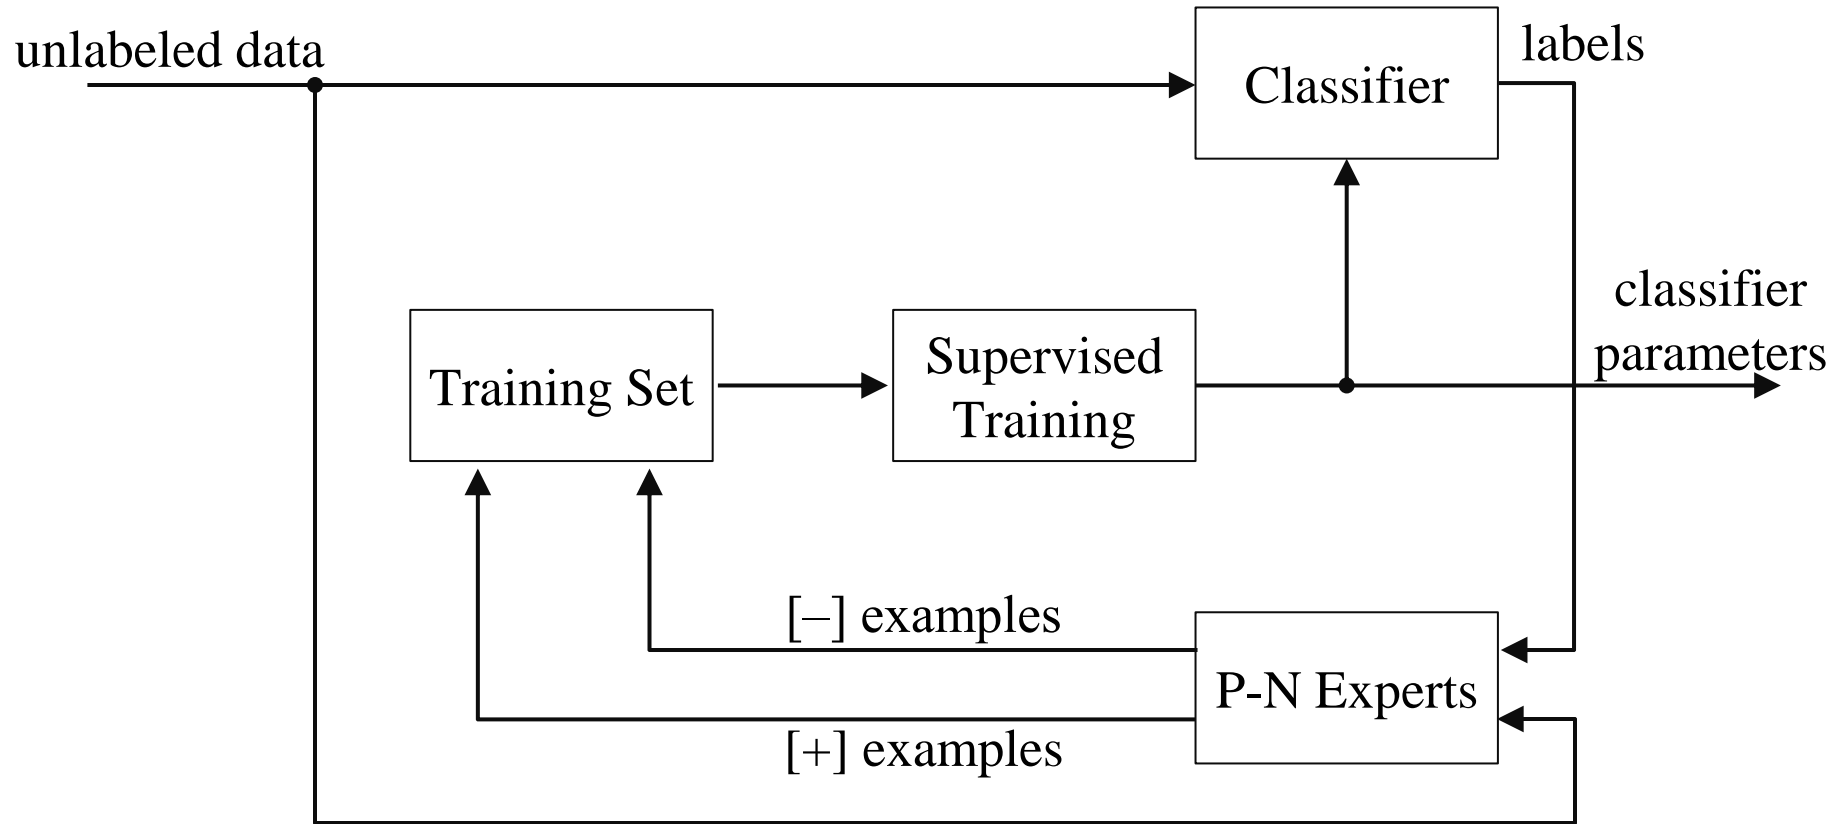 unlabeled data
Classifier
labels
classifier
parameters
Training Set
Supervised
Training
[–] examples
P-N Experts
[+] examples